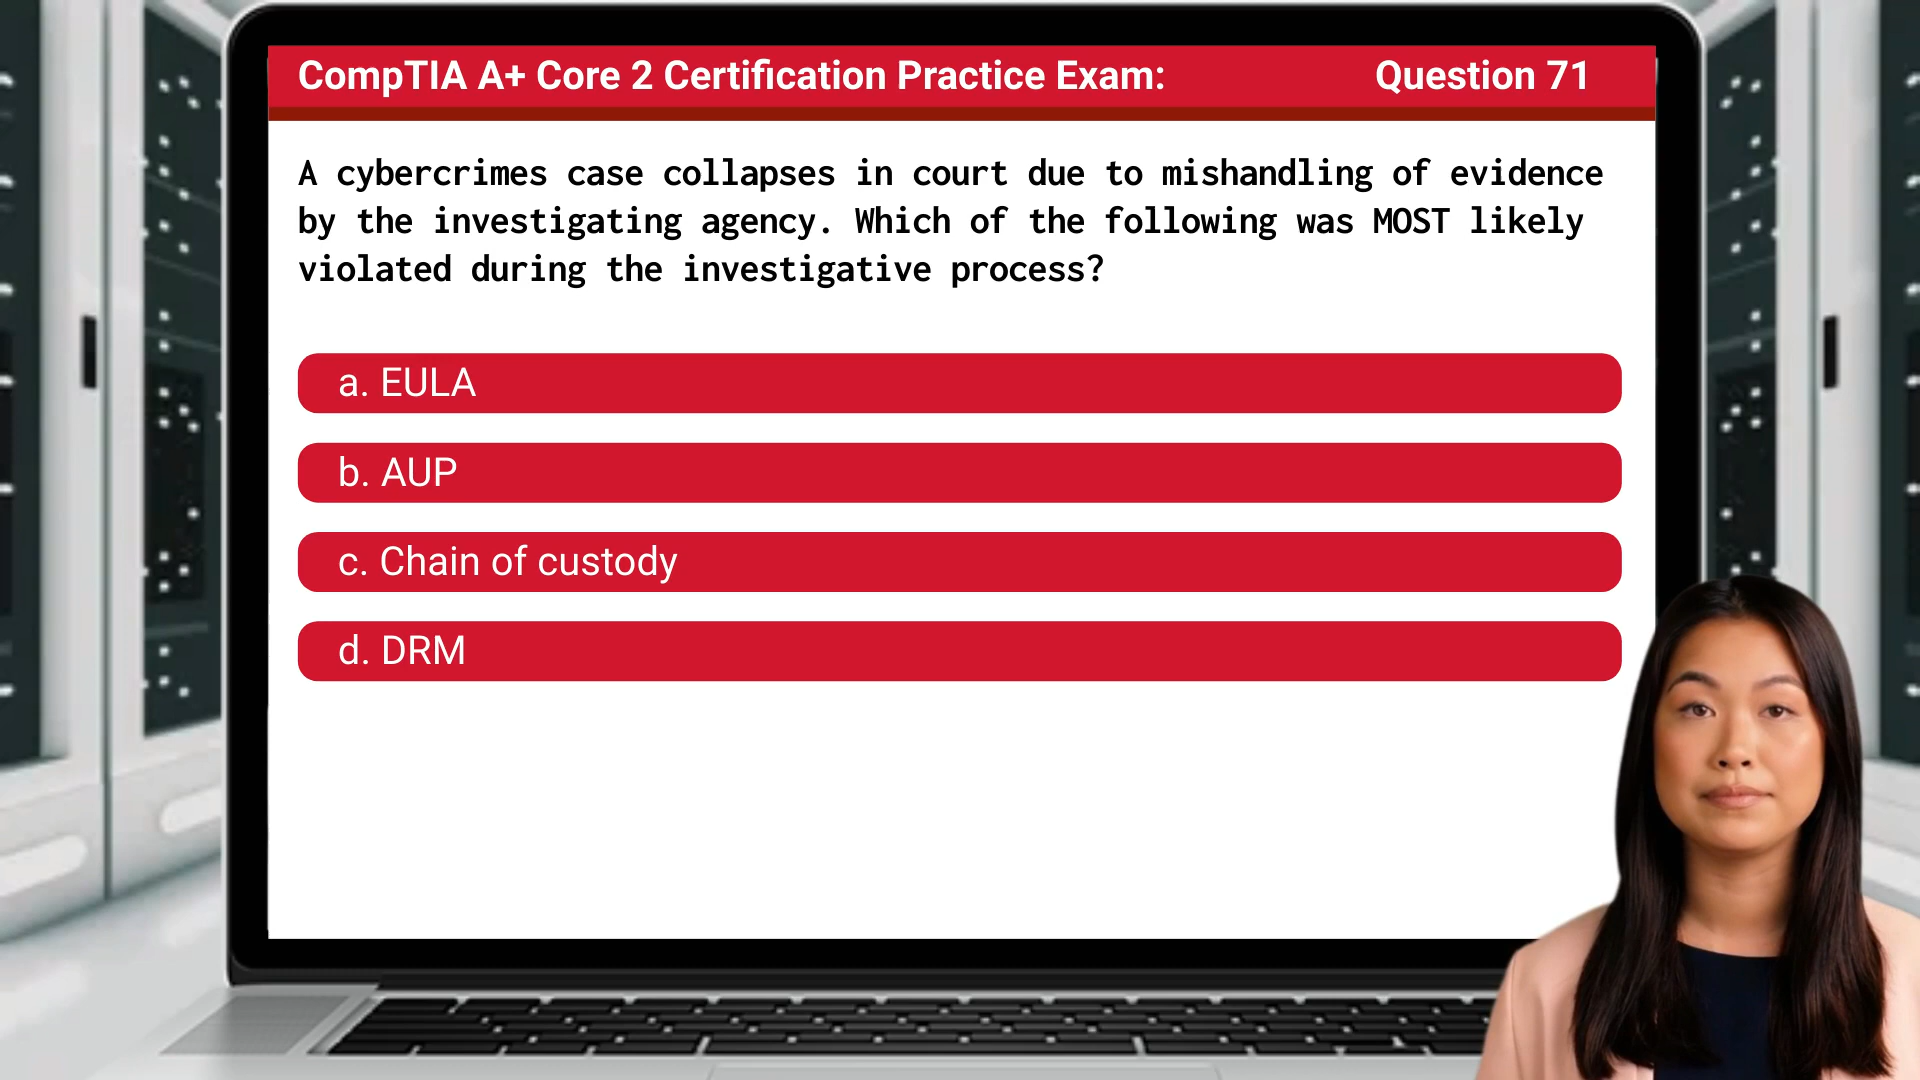 CompTIA A+ Core 2 Certification Practice Exam: Question 71
A cybercrimes case collapses in court due to mishandling of evidence
by the investigating agency. Which of the following was MOST likely
violated during the investigative process?
a. EULA
b. AUP
c. Chain of custody
d. DRM